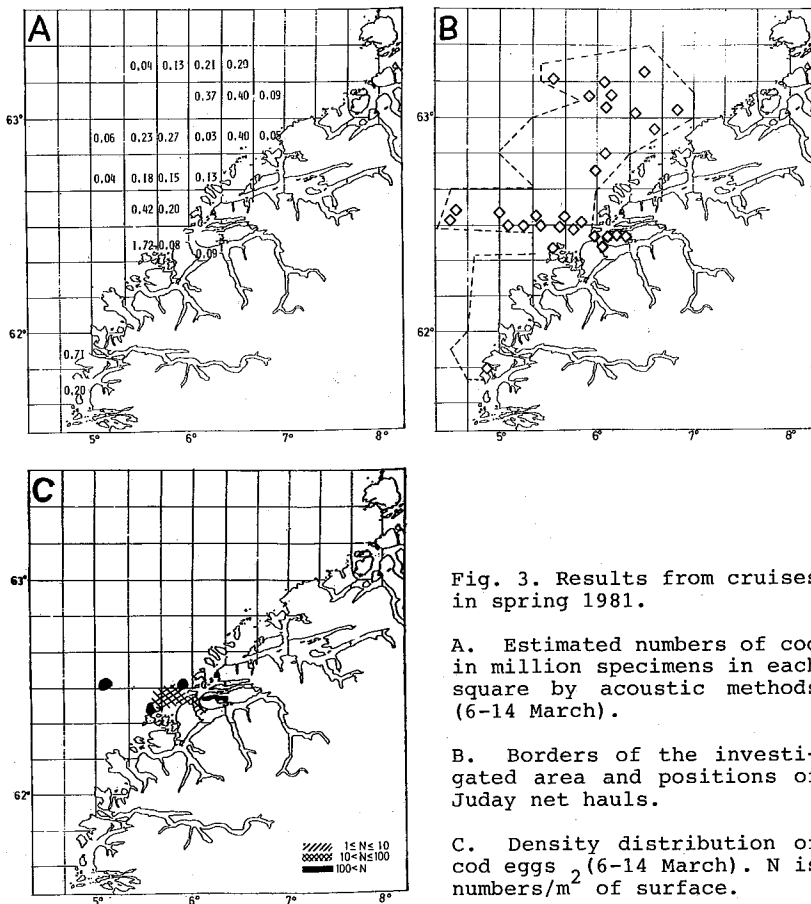 A
0.04 0.13 0.21 0.20
0.37 0.40 0.09
63°
0.06 0.23 0.27 0.03 0.40 0.05
0.04 0.18 0.15 0.13
0.42 0.20
1.72 0.08
0.09
62°
0.71
0.20
5° 6° 7° 8°
B
63°
62°
5° 6° 7° 8°
C
63°
62°
1≤N≤10
10<N≤100
100<N
5° 6° 7° 8°
Fig. 3. Results from cruises
in spring 1981.
A. Estimated numbers of cod
in million specimens in each
square by acoustic methods
(6-14 March).
B. Borders of the investi-
gated area and positions of
Juday net hauls.
C. Density distribution of
cod eggs (6-14 March). N is
numbers/m² of surface.